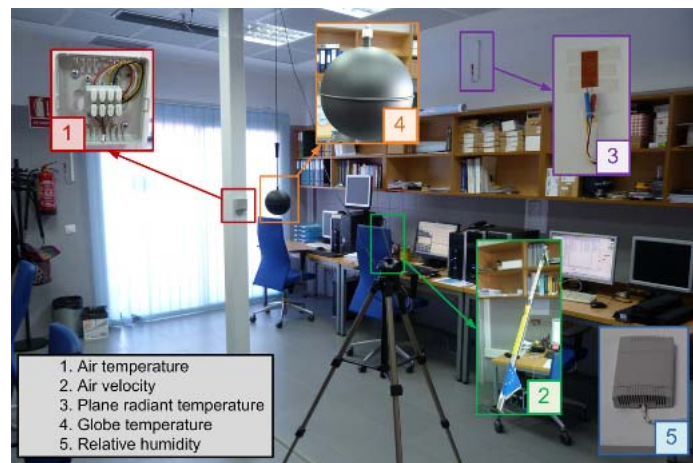 1
4
3
2
5
1. Air temperature
2. Air velocity
3. Plane radiant temperature
4. Globe temperature
5. Relative humidity